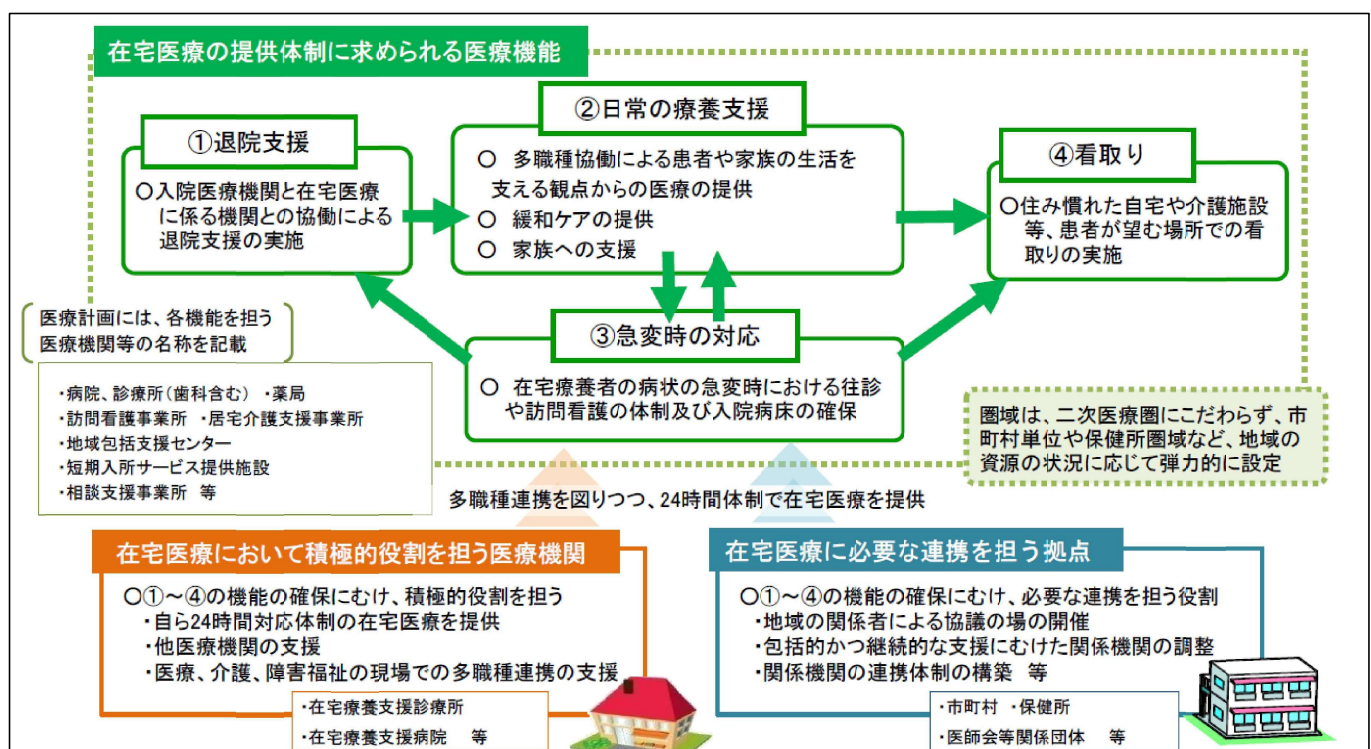 在宅医療の提供体制に求められる医療機能
①退院支援
○入院医療機関と在宅医療
に係る機関との協働による
退院支援の実施
②日常の療養支援
○ 多職種協働による患者や家族の生活を
支える観点からの医療の提供
○ 緩和ケアの提供
○ 家族への支援
④看取り
○住み慣れた自宅や介護施設
等、患者が望む場所での看
取りの実施
③急変時の対応
○ 在宅療養者の病状の急変時における往診
や訪問看護の体制及び入院病床の確保
医療計画には、各機能を担う
医療機関等の名称を記載
・病院、診療所(歯科含む) ・薬局
・訪問看護事業所 ・居宅介護支援事業所
・地域包括支援センター
・短期入所サービス提供施設
・相談支援事業所 等
圏域は、二次医療圏にこだわらず、市
町村単位や保健所圏域など、地域の
資源の状況に応じて弾力的に設定
多職種連携を図りつつ、24時間体制で在宅医療を提供
在宅医療において積極的役割を担う医療機関
○①~④の機能の確保にむけ、積極的役割を担う
・自ら24時間対応体制の在宅医療を提供
・他医療機関の支援
・医療、介護、障害福祉の現場での多職種連携の支援
・在宅療養支援診療所
・在宅療養支援病院 等
在宅医療に必要な連携を担う拠点
○①~④の機能の確保にむけ、必要な連携を担う役割
・地域の関係者による協議の場の開催
・包括的かつ継続的な支援にむけた関係機関の調整
・関係機関の連携体制の構築 等
・市町村 ・保健所
・医師会等関係団体 等